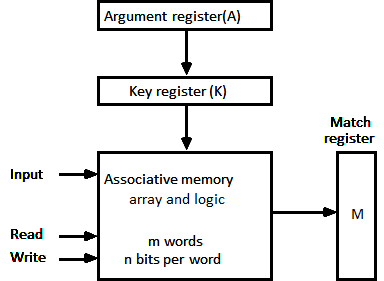 Argument register(A)
Key register (K)
Match
register
Input
Associative memory
array and logic
M
Read
m words
Write
n bits per word